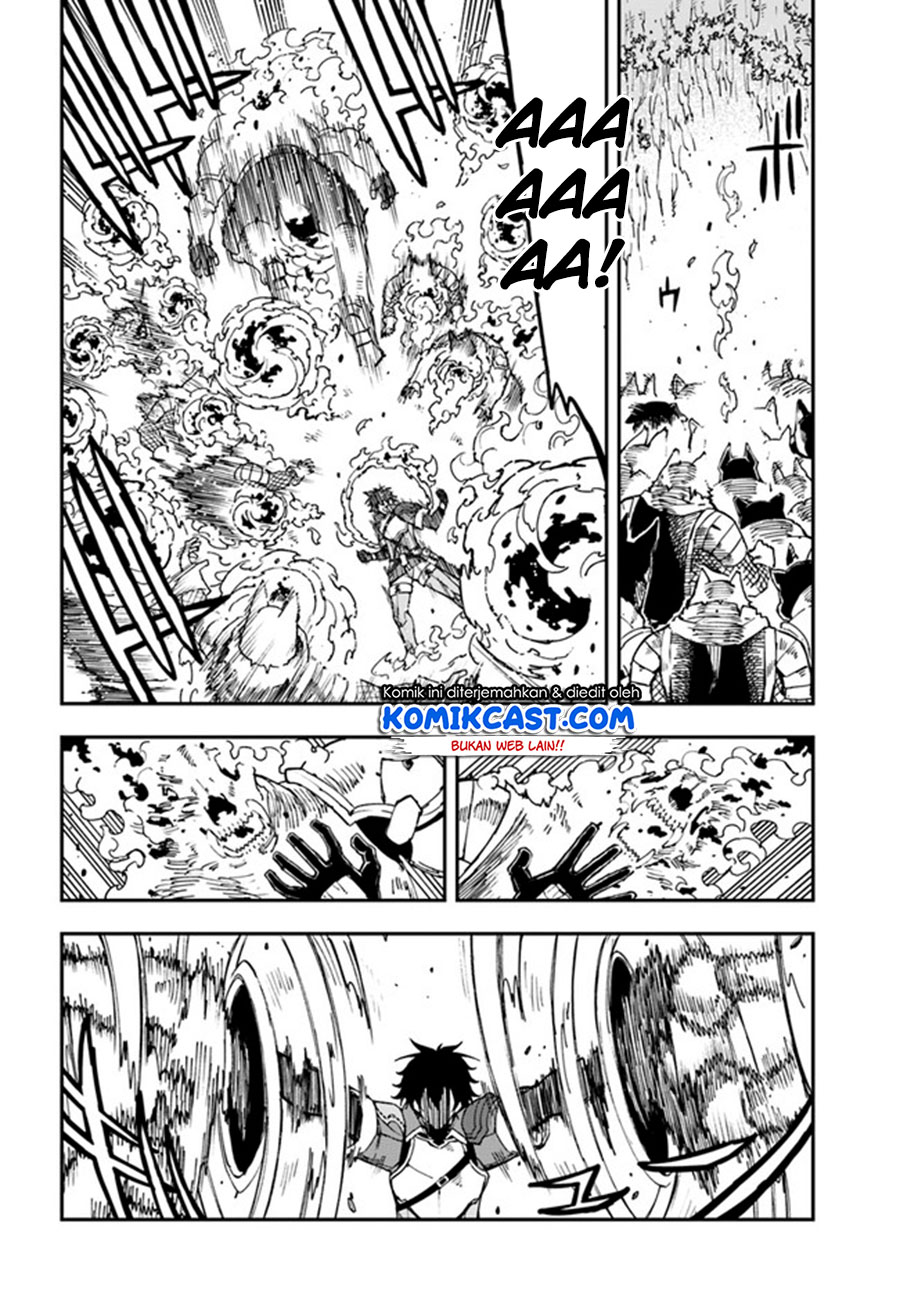 AAA
AAA
AA!
Komik ini diterjemahkan & diedit oleh
KOMIKCAST.COM
BUKAN WEB LAIN!!